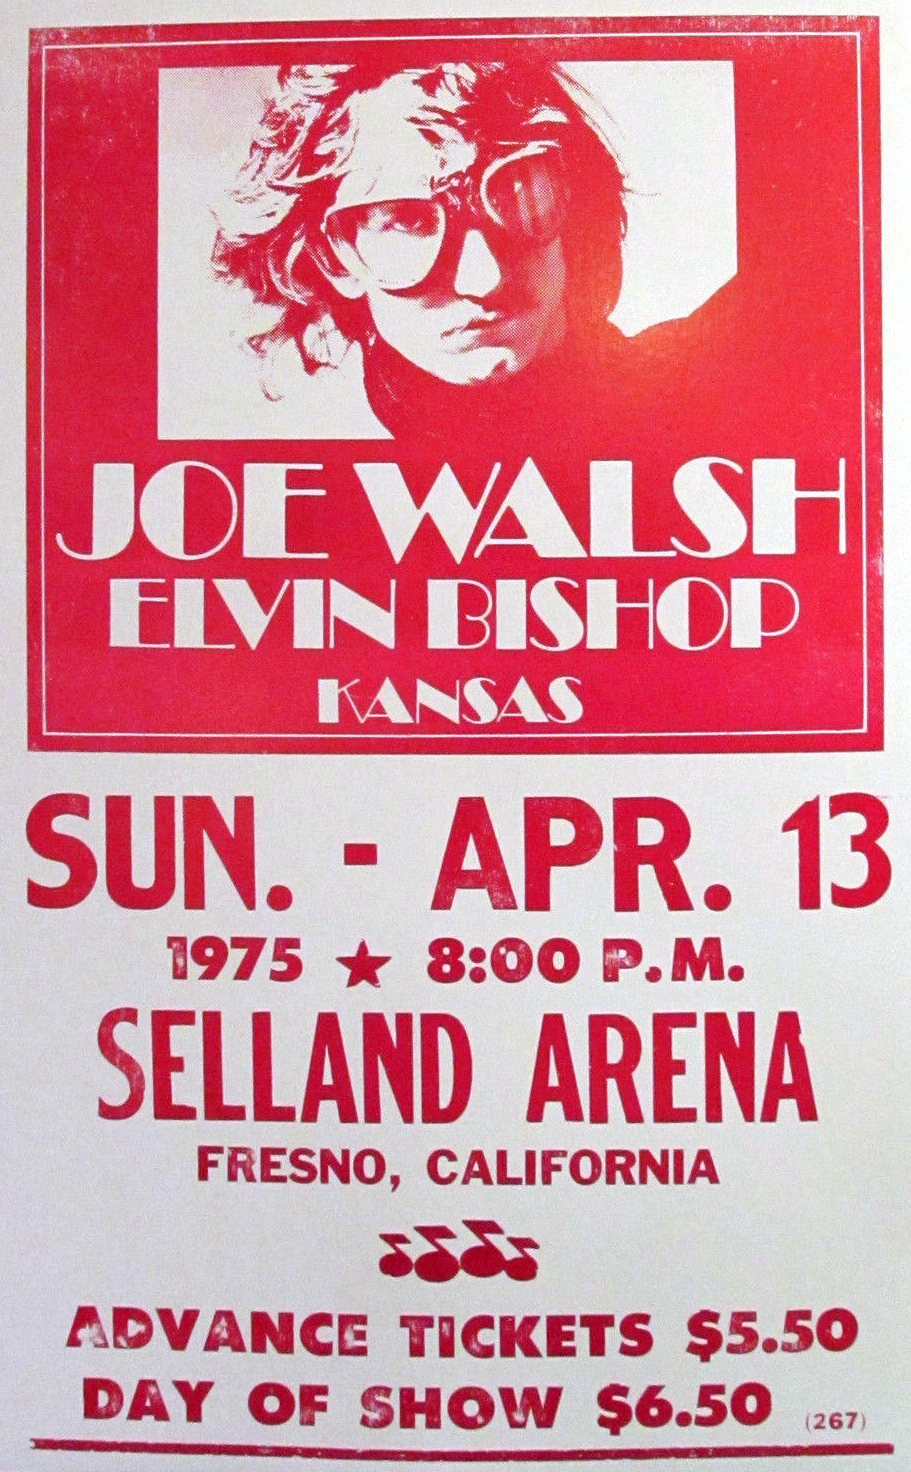 JOE WALSH
ELVIN BISHOP
KANSAS
SUN. - APR. 13
1975 ★ 8:00 P.M.
SELLAND ARENA
FRESNO, CALIFORNIA
ADVANCE TICKETS $5.50
DAY OF SHOW $6.50 (267)